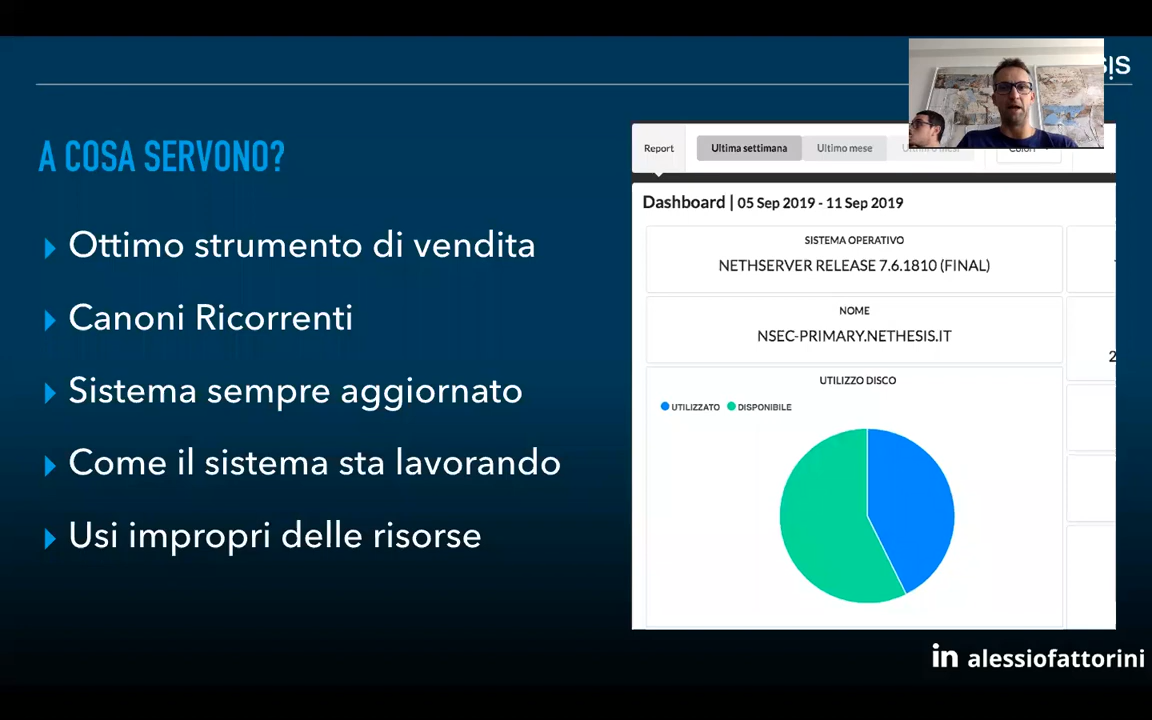 A COSA SERVONO?
Ottimo strumento di vendita
Canoni Ricorrenti
Sistema sempre aggiornato
Come il sistema sta lavorando
Usi impropri delle risorse
Report
Ultima settimana
Ultimo mese
Dashboard | 05 Sep 2019 - 11 Sep 2019
SISTEMA OPERATIVO
NETHSERVER RELEASE 7.6.1810 (FINAL)
NOME
NSEC-PRIMARY.NETHESIS.IT
2
UTILIZZO DISCO
UTILIZZATO DISPONIBILE
in alessiofattorini